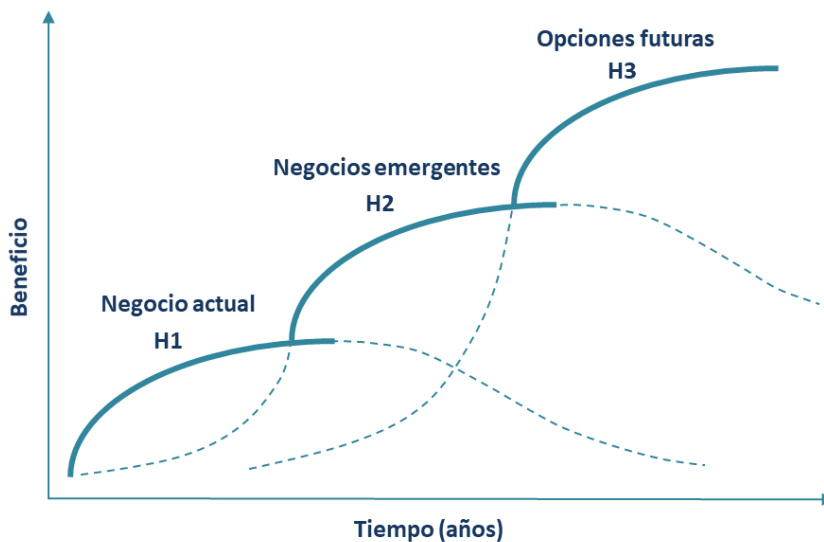 Opciones futuras
H3
Negocios emergentes
H2
Negocio actual
H1
Beneficio
Tiempo (años)